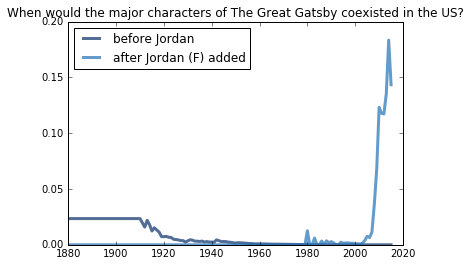 When would the major characters of The Great Gatsby coexisted in the US?
0.20
before Jordan
after Jordan (F) added
0.15
0.10
0.05
0.00
1880 1900 1920 1940 1960 1980 2000 2020